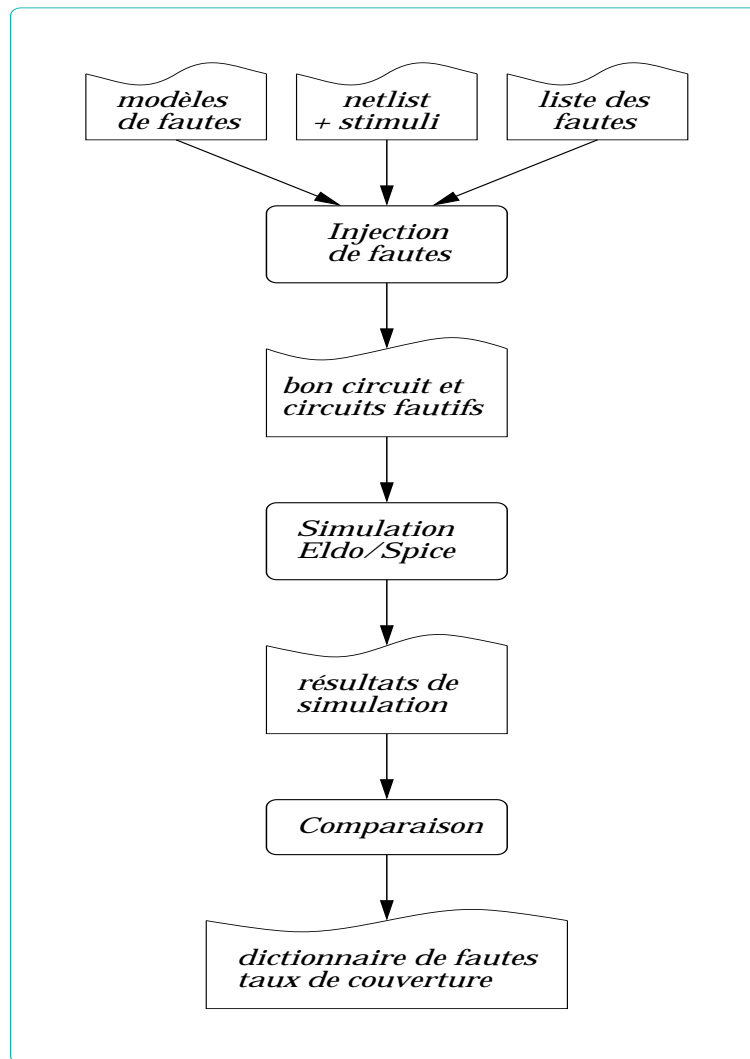 modèles
de fautes
netlist
+ stimuli
liste des
fautes
Injection
de fautes
bon circuit et
circuits fautifs
Simulation
Eldo/Spice
résultats de
simulation
Comparaison
dictionnaire de fautes
taux de couverture